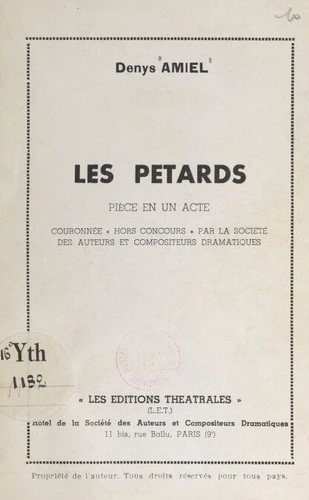 Denys AMIEL
LES PETARDS
PIÈCE EN UN ACTE
COURONNÉE « HORS CONCOURS » PAR LA SOCIÉTÉ
DES AUTEURS ET COMPOSITEURS DRAMATIQUES
16° Yth
1182
« LES EDITIONS THEATRALES »
(L.E.T.)
Hotel de la Société des Auteurs et Compositeurs Dramatiques
11 bis, rue Ballu, PARIS (9e)
Propriété de l'auteur. Tous droits réservés pour tous pays.